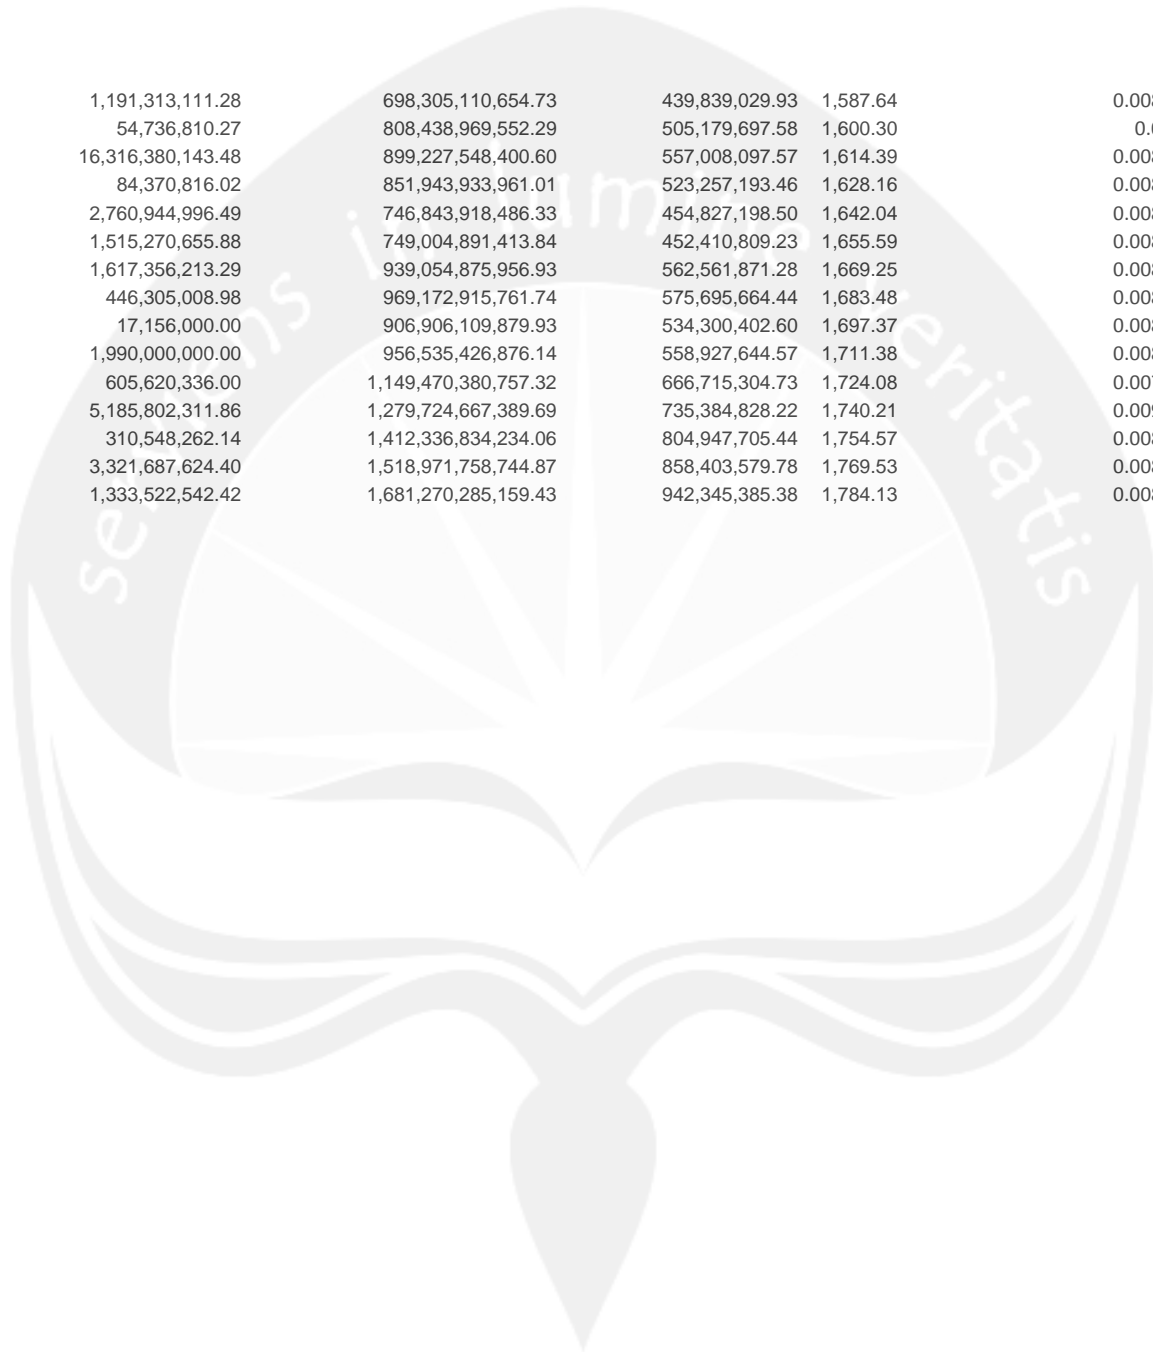 1,191,313,111.28 698,305,110,654.73 439,839,029.93 1,587.64
54,736,810.27 808,438,969,552.29 505,179,697.58 1,600.30
16,316,380,143.48 899,227,548,400.60 557,008,097.57 1,614.39
84,370,816.02 851,943,933,961.01 523,257,193.46 1,628.16
2,760,944,996.49 746,843,918,486.33 454,827,198.50 1,642.04
1,515,270,655.88 749,004,891,413.84 452,410,809.23 1,655.59
1,617,356,213.29 939,054,875,956.93 562,561,871.28 1,669.25
446,305,008.98 969,172,915,761.74 575,695,664.44 1,683.48
17,156,000.00 906,906,109,879.93 534,300,402.60 1,697.37
1,990,000,000.00 956,535,426,876.14 558,927,644.57 1,711.38
605,620,336.00 1,149,470,380,757.32 666,715,304.73 1,724.08
5,185,802,311.86 1,279,724,667,389.69 735,384,828.22 1,740.21
310,548,262.14 1,412,336,834,234.06 804,947,705.44 1,754.57
3,321,687,624.40 1,518,971,758,744.87 858,403,579.78 1,769.53
1,333,522,542.42 1,681,270,285,159.43 942,345,385.38 1,784.13
serviens in lumine veritatis